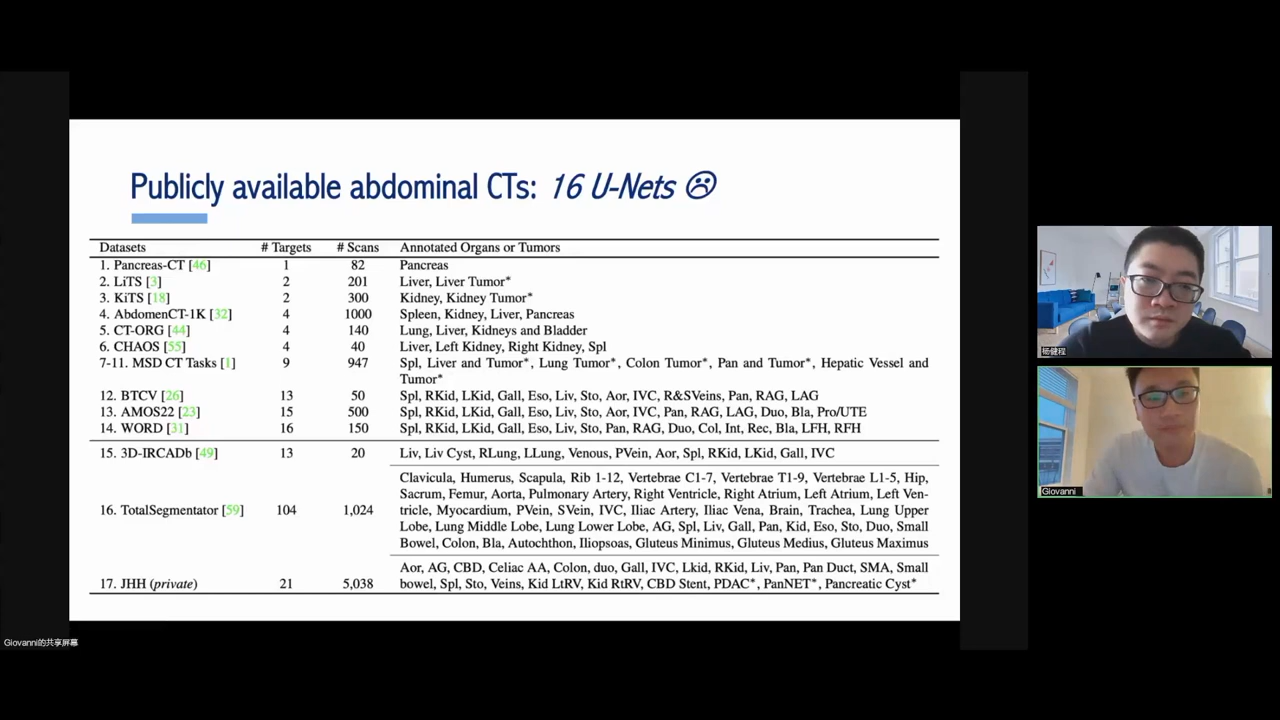 Publicly available abdominal CTs: 16 U-Nets ☹
Datasets # Targets # Scans Annotated Organs or Tumors
1. Pancreas-CT [46] 1 82 Pancreas
2. LiTS [3] 2 201 Liver, Liver Tumor*
3. KiTS [18] 2 300 Kidney, Kidney Tumor*
4. AbdomenCT-1K [32] 4 1000 Spleen, Kidney, Liver, Pancreas
5. CT-ORG [44] 4 140 Lung, Liver, Kidneys and Bladder
6. CHAOS [55] 4 40 Liver, Left Kidney, Right Kidney, Spl
7-11. MSD CT Tasks [1] 9 947 Spl, Liver and Tumor*, Lung Tumor*, Colon Tumor*, Pan and Tumor*, Hepatic Vessel and
Tumor*
12. BTCV [26] 13 50 Spl, RKid, LKid, Gall, Eso, Liv, Sto, Aor, IVC, R&SVeins, Pan, RAG, LAG
13. AMOS22 [23] 15 500 Spl, RKid, LKid, Gall, Eso, Liv, Sto, Aor, IVC, Pan, RAG, LAG, Duo, Bla, Pro/UTE
14. WORD [31] 16 150 Spl, RKid, LKid, Gall, Eso, Liv, Sto, Pan, RAG, Duo, Col, Int, Rec, Bla, LFH, RFH
15. 3D-IRCADb [49] 13 20 Liv, Liv Cyst, RLung, LLung, Venous, PVein, Aor, Spl, RKid, LKid, Gall, IVC
Clavicula, Humerus, Scapula, Rib 1-12, Vertebrae C1-7, Vertebrae T1-9, Vertebrae L1-5, Hip,
Sacrum, Femur, Aorta, Pulmonary Artery, Right Ventricle, Right Atrium, Left Atrium, Left Ven-
16. TotalSegmentator [59] 104 1,024 tricle, Myocardium, PVein, SVein, IVC, Iliac Artery, Iliac Vena, Brain, Trachea, Lung Upper
Lobe, Lung Middle Lobe, Lung Lower Lobe, AG, Spl, Liv, Gall, Pan, Kid, Eso, Sto, Duo, Small
Bowel, Colon, Bla, Autochthon, Iliopsoas, Gluteus Minimus, Gluteus Medius, Gluteus Maximus
Aor, AG, CBD, Celiac AA, Colon, duo, Gall, IVC, Lkid, RKid, Liv, Pan, Pan Duct, SMA, Small
17. JHH (private) 21 5,038 bowel, Spl, Sto, Veins, Kid LtRV, Kid RtRV, CBD Stent, PDAC*, PanNET*, Pancreatic Cyst*
杨健程
Giovanni
Giovanni的共享屏幕